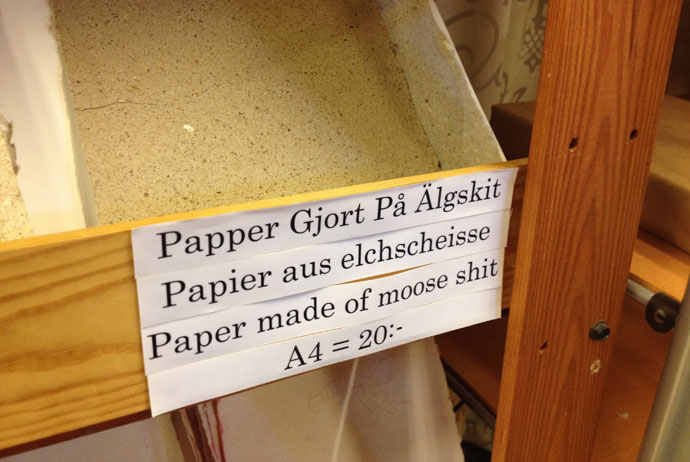 Papper Gjort På Älgskit
Papier aus elchscheisse
Paper made of moose shit
A4 = 20:-